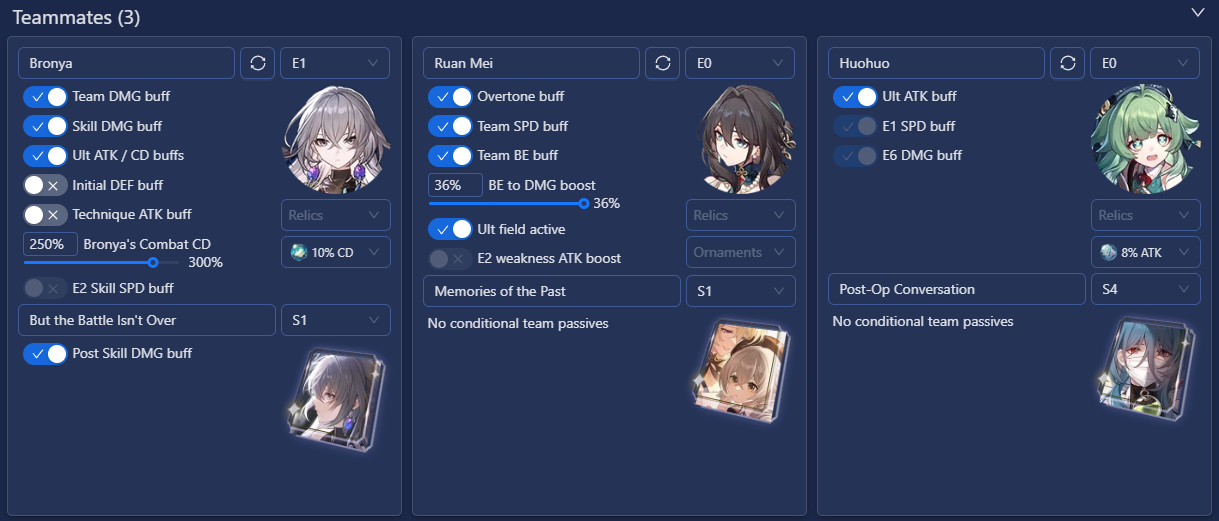 Teammates (3)
Bronya
E1
Team DMG buff
Skill DMG buff
Ult ATK / CD buffs
Initial DEF buff
Technique ATK buff
Relics
250%
Bronya's Combat CD
300%
10% CD
E2 Skill SPD buff
But the Battle Isn't Over
S1
Post Skill DMG buff
Ruan Mei
E0
Overtone buff
Team SPD buff
Team BE buff
36%
BE to DMG boost
36%
Relics
Ult field active
Ornaments
E2 weakness ATK boost
Memories of the Past
S1
No conditional team passives
Huohuo
E0
Ult ATK buff
E1 SPD buff
E6 DMG buff
Relics
8% ATK
Post-Op Conversation
S4
No conditional team passives